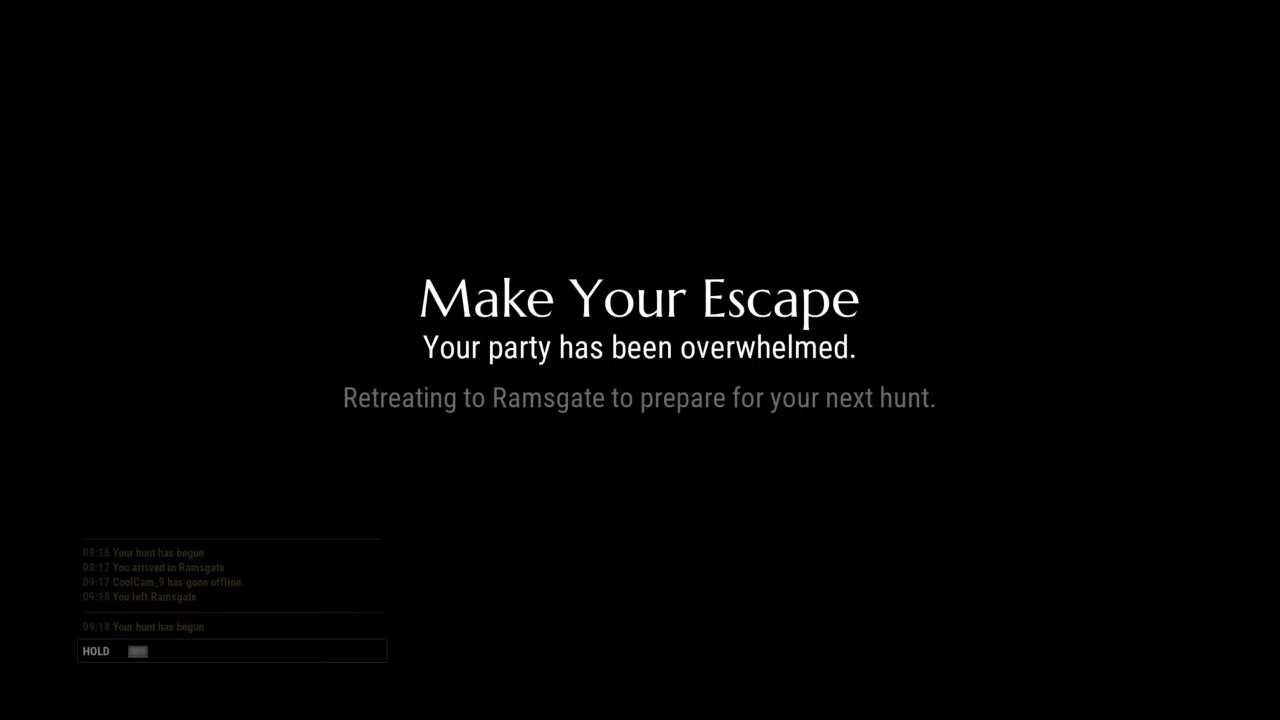 Make Your Escape
Your party has been overwhelmed.
Retreating to Ramsgate to prepare for your next hunt.
09:16 Your hunt has begun
09:17 You arrived in Ramsgate
09:17 CoolCam_9 has gone offline.
09:18 You left Ramsgate
09:18 Your hunt has begun
HOLD